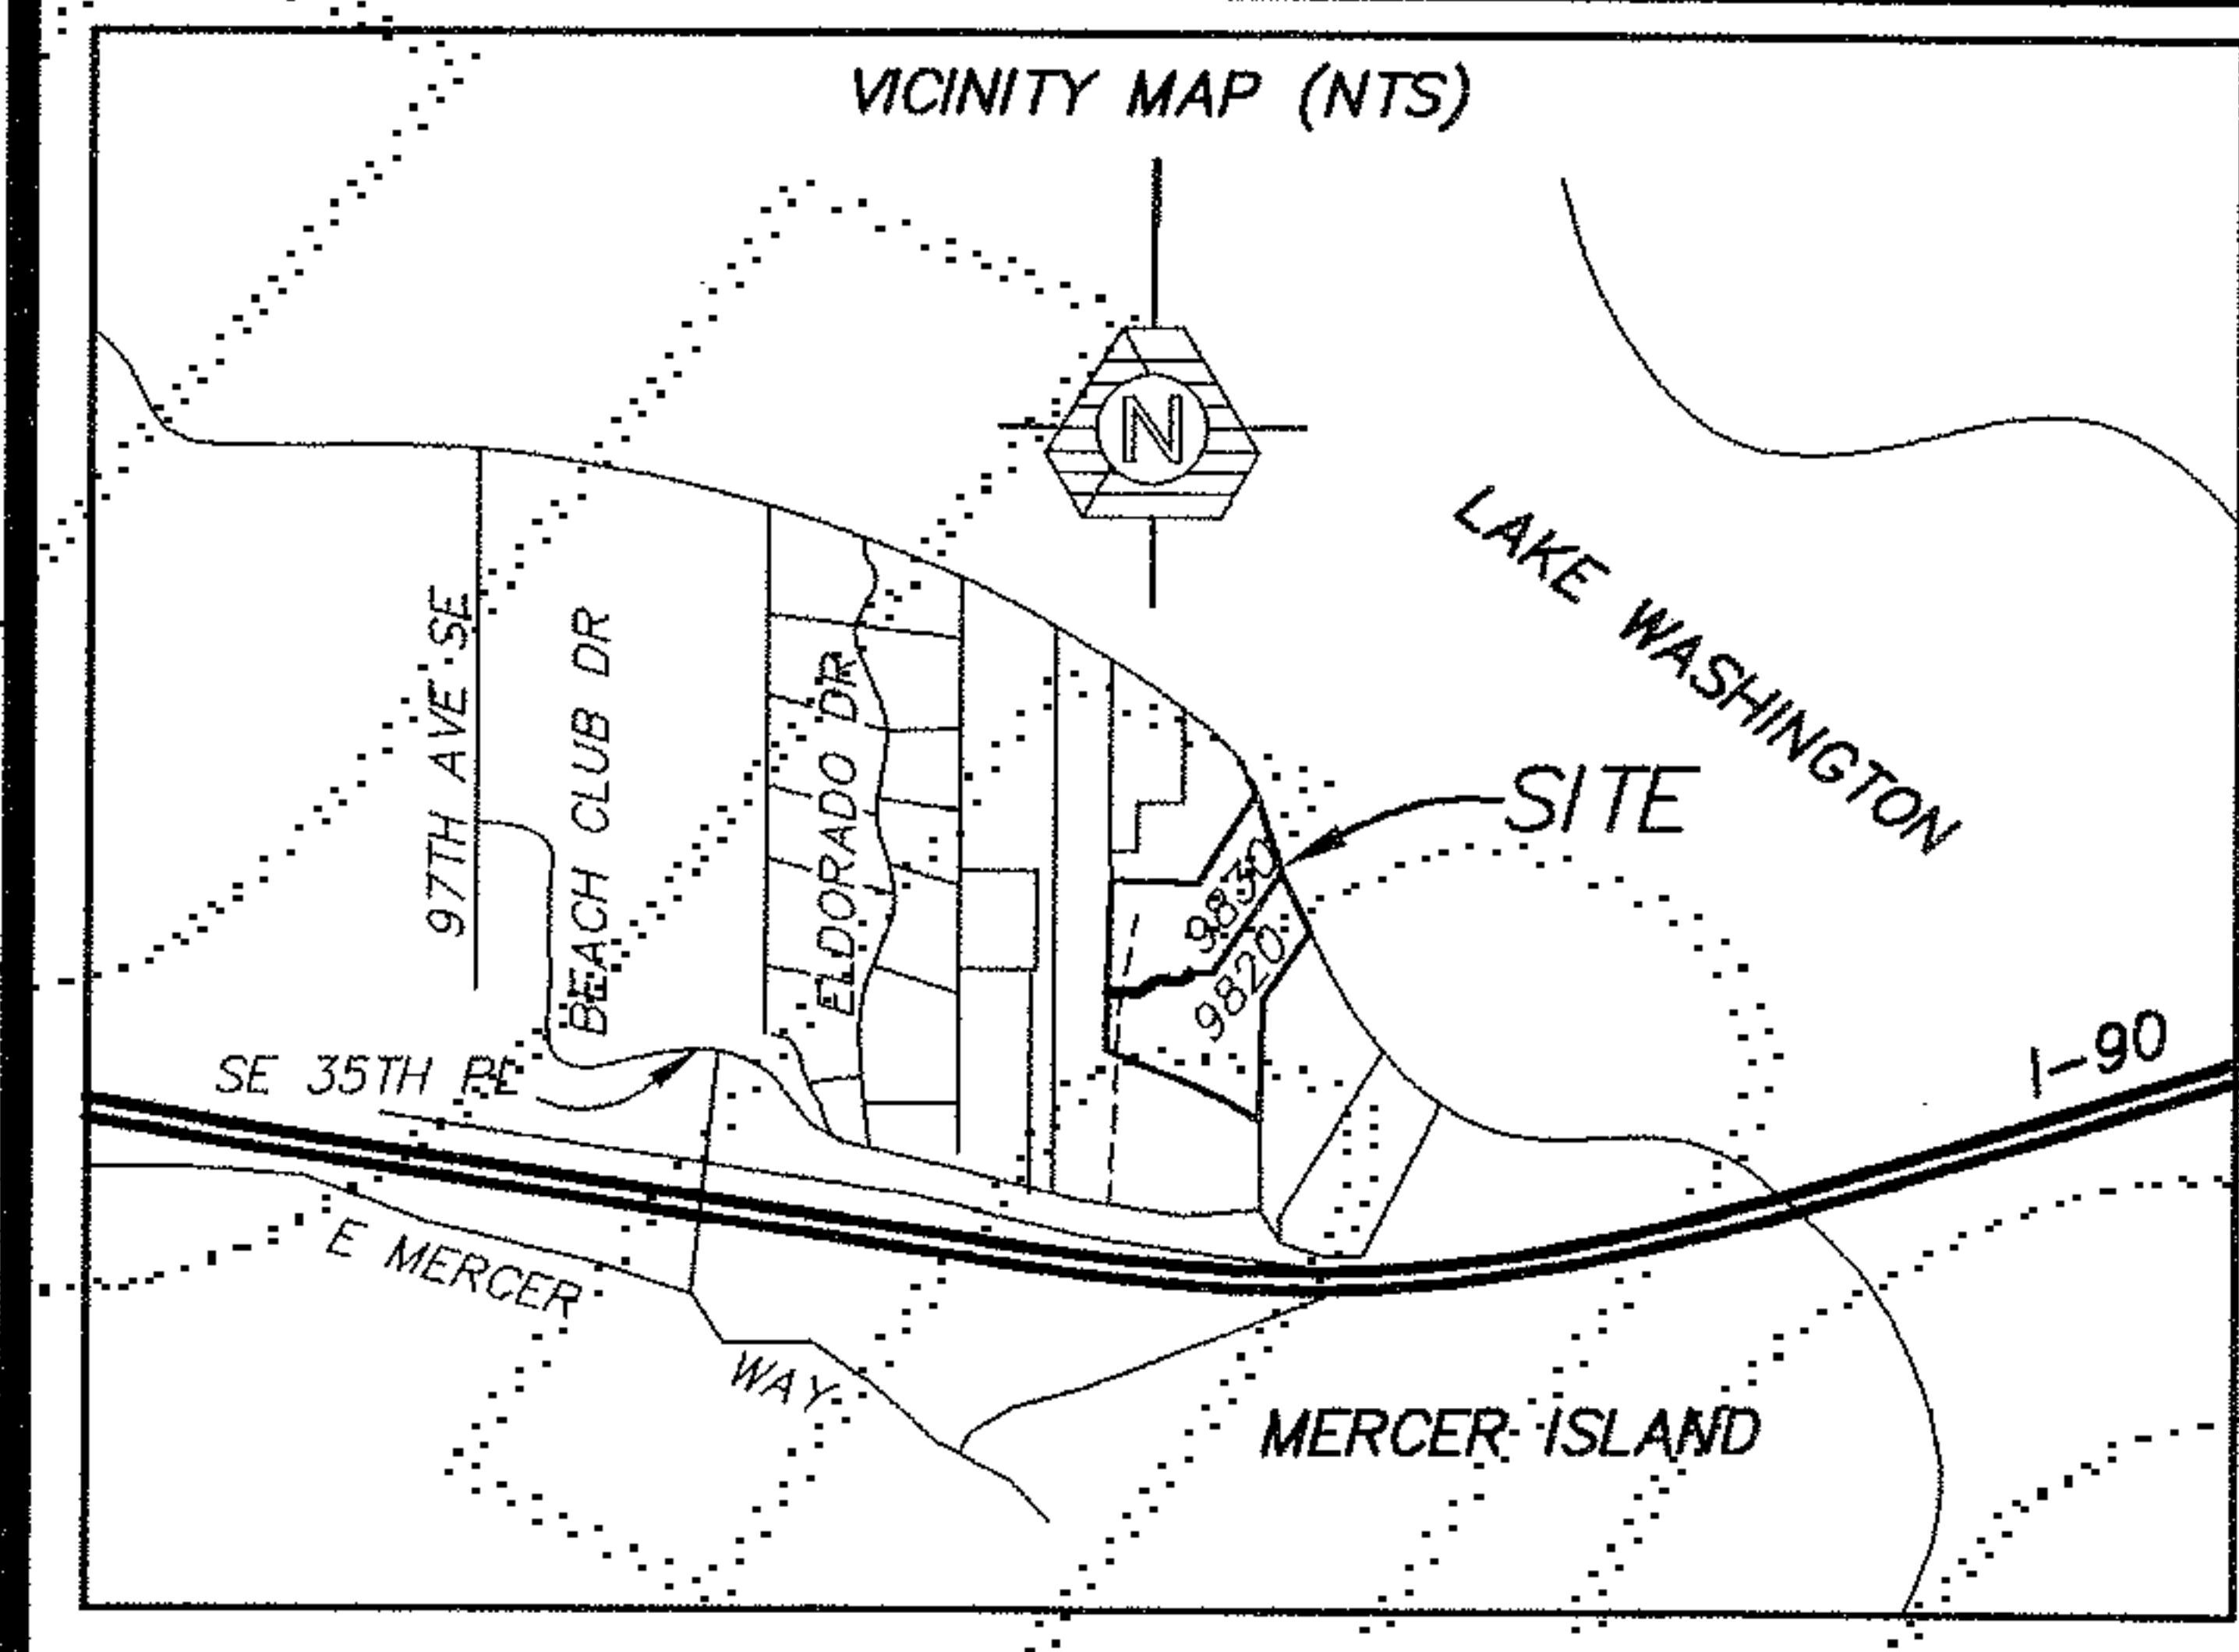 VICINITY MAP (NTS)
N
LAKE WASHINGTON
SITE
97TH AVE SE
BEACH CLUB DR
ELDORADO DR
9830
9820
SE 35TH PL
I-90
E MERCER
WAY
MERCER ISLAND